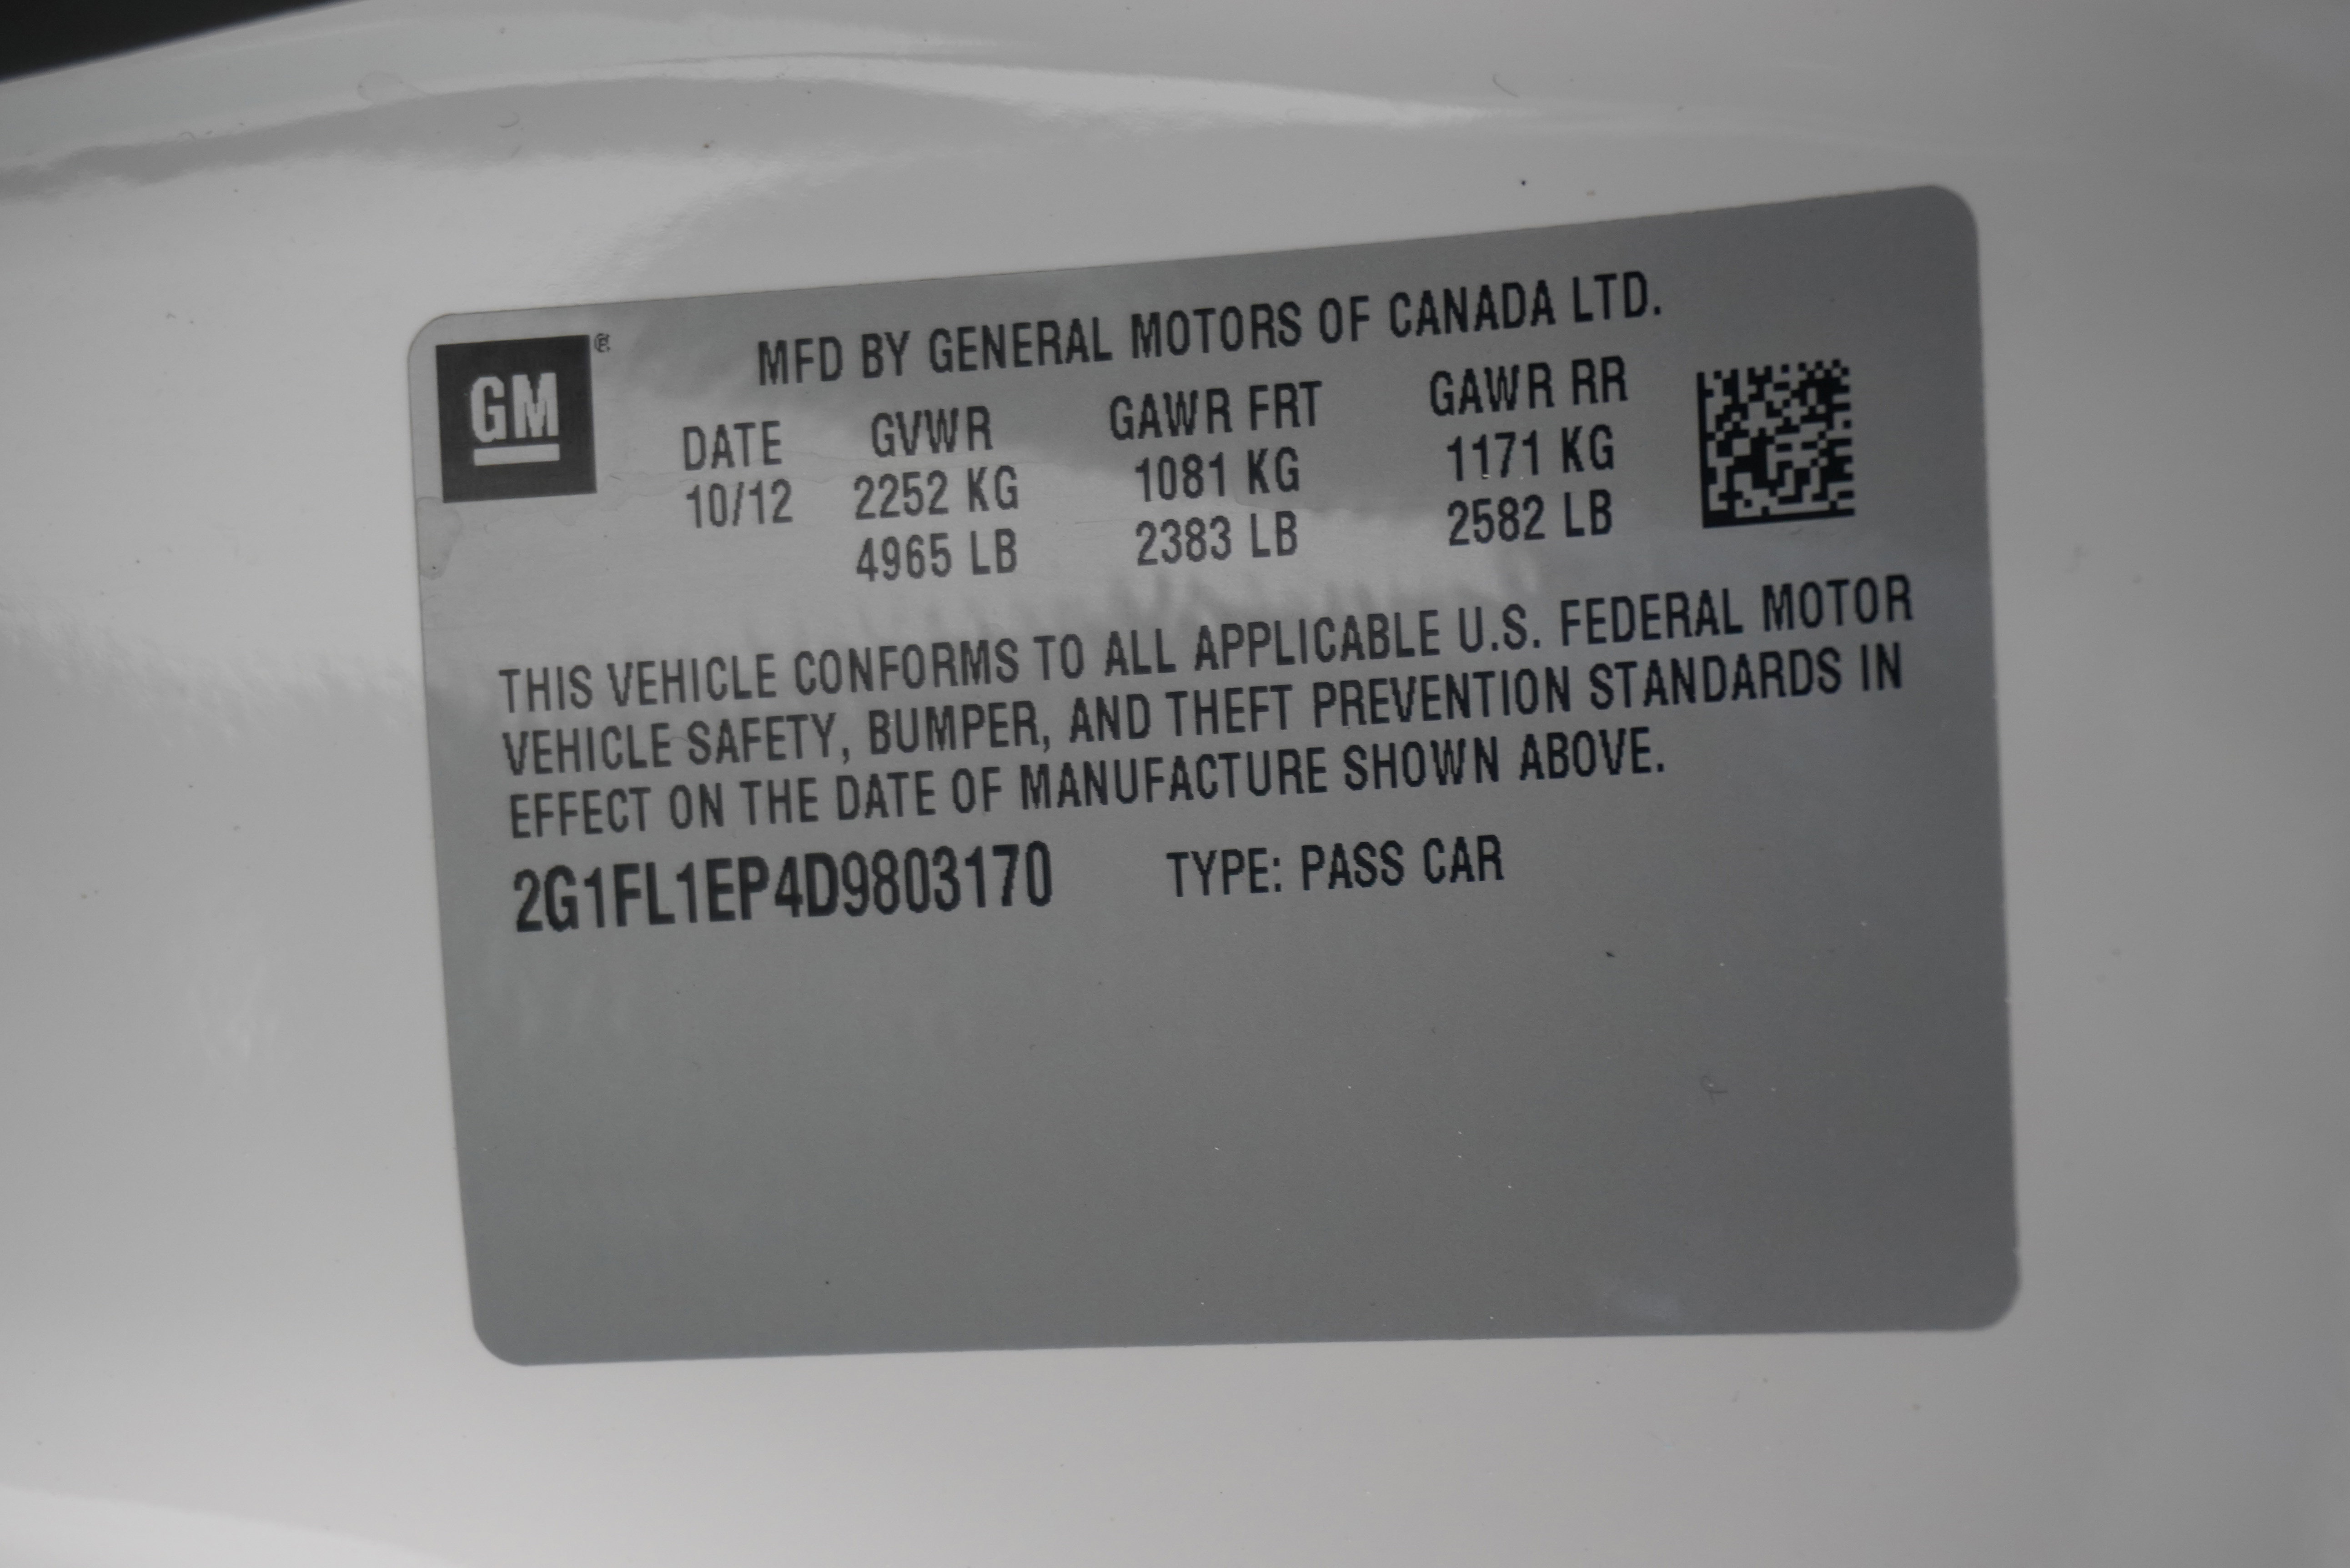 GM ®
MFD BY GENERAL MOTORS OF CANADA LTD.
DATE GVWR GAWR FRT GAWR RR
10/12 2252 KG 1081 KG 1171 KG
4965 LB 2383 LB 2582 LB
THIS VEHICLE CONFORMS TO ALL APPLICABLE U.S. FEDERAL MOTOR
VEHICLE SAFETY, BUMPER, AND THEFT PREVENTION STANDARDS IN
EFFECT ON THE DATE OF MANUFACTURE SHOWN ABOVE.
2G1FL1EP4D9803170 TYPE: PASS CAR